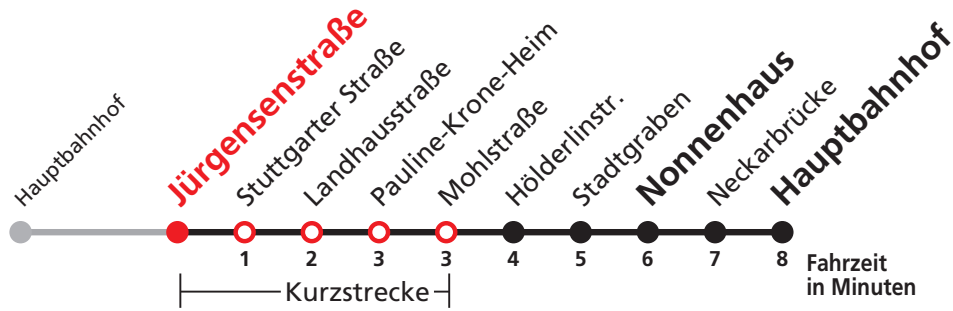 Hauptbahnhof
Jürgensenstraße
Stuttgarter Straße
Landhausstraße
Pauline-Krone-Heim
Mohlstraße
Hölderlinstr.
Stadtgraben
Nonnenhaus
Neckarbrücke
Hauptbahnhof
1 2 3 3 4 5 6 7 8
Fahrzeit
in Minuten
Kurzstrecke